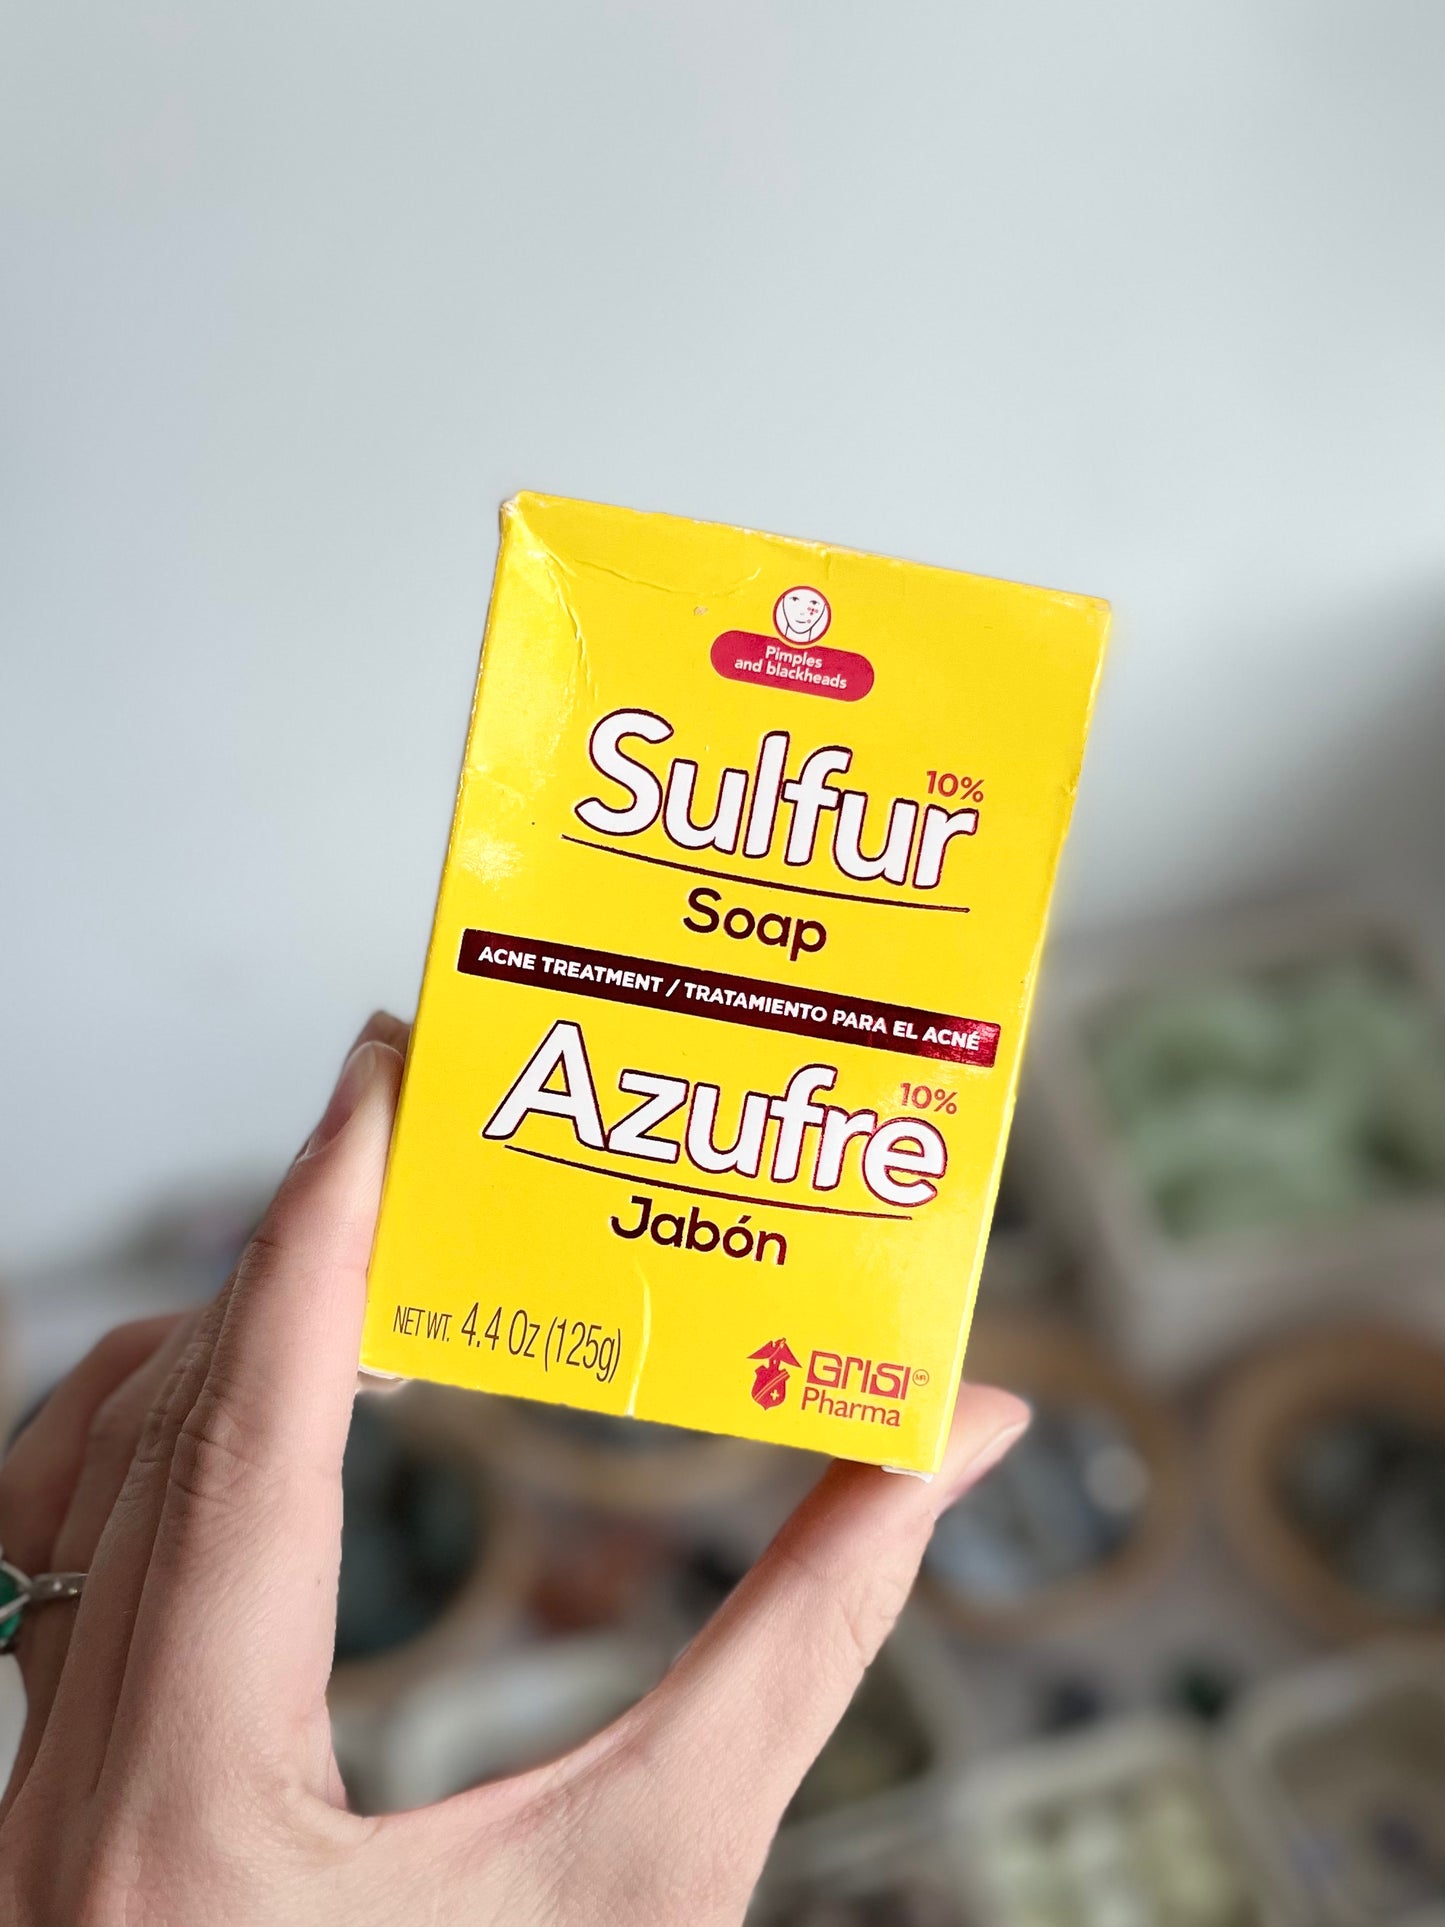 Pimples
and blackheads
Sulfur 10%
Soap
ACNE TREATMENT / TRATAMIENTO PARA EL ACNÉ
Azufre 10%
Jabón
NET WT. 4.4 Oz (125g)
GRISI MR
Pharma